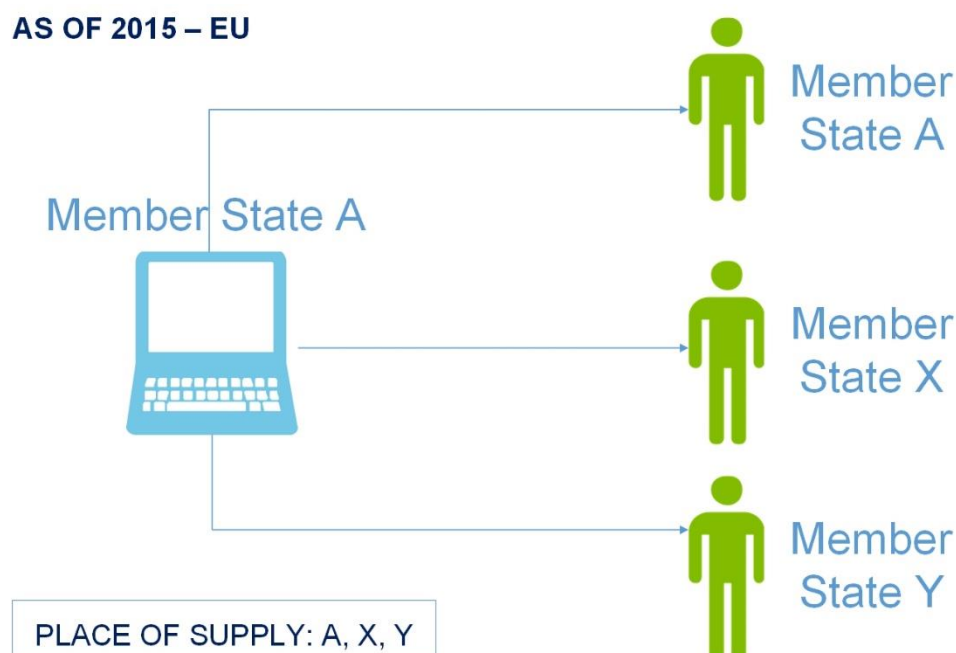 AS OF 2015 – EU
Member
State A
Member State A
Member
State X
Member
State Y
PLACE OF SUPPLY: A, X, Y